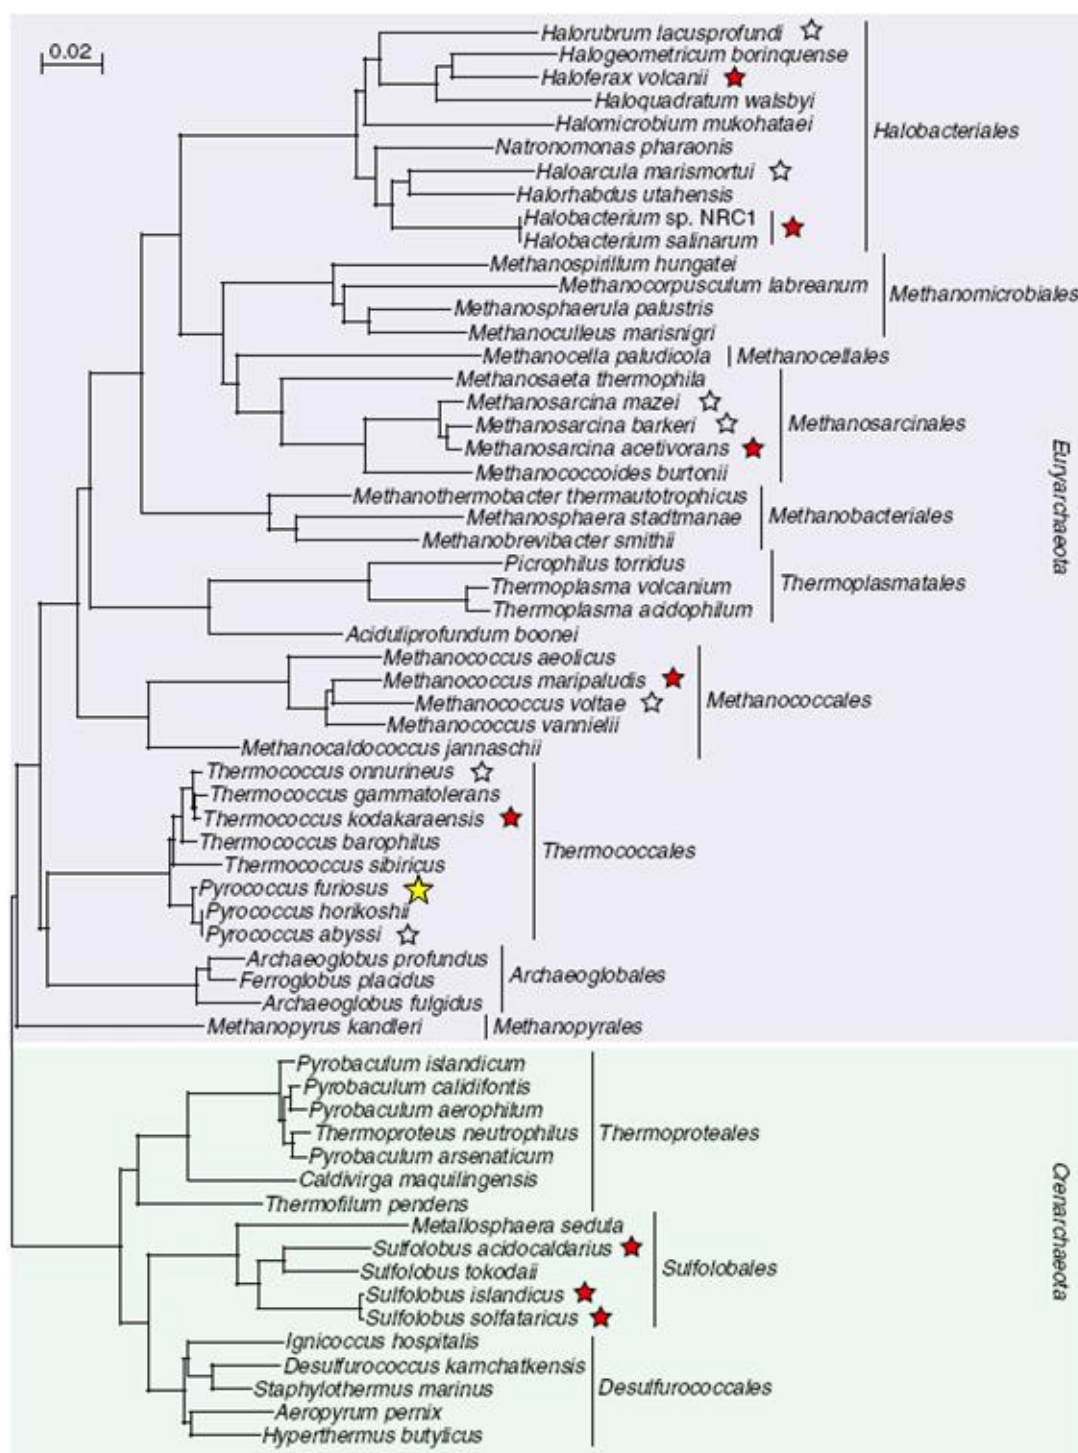 0.02
Halorubrum lacusprofundi
Halogeometricum borinquense
Haloferax volcanii
Haloquadratum walsbyi
Halomicrobium mukohataei
Halobacteriales
Natronomonas pharaonis
Haloarcula marismortui
Halorhabdus utahensis
Halobacterium sp. NRC1
Halobacterium salinarum
Methanospirillum hungatei
Methanocorpusculum labreanum
Methanomicrobiales
Methanosphaerula palustris
Methanoculleus marisnigri
Methanocella paludicola
Methanocellales
Methanosaeta thermophila
Methanosarcina mazei
Methanosarcina barkeri
Methanosarcinales
Methanosarcina acetivorans
Methanococcoides burtonii
Methanothermobacter thermautotrophicus
Methanosphaera stadtmanae
Methanobacteriales
Methanobrevibacter smithii
Euryarchaeota
Picrophilus torridus
Thermoplasma volcanium
Thermoplasmatales
Thermoplasma acidophilum
Aciduliprofundum boonei
Methanococcus aeolicus
Methanococcus maripaludis
Methanococcus voltae
Methanococcales
Methanococcus vannielii
Methanocaldococcus jannaschii
Thermococcus onnurineus
Thermococcus gammatolerans
Thermococcus kodakaraensis
Thermococcus barophilus
Thermococcales
Thermococcus sibiricus
Pyrococcus furiosus
Pyrococcus horikoshii
Pyrococcus abyssi
Archaeoglobus profundus
Archaeoglobales
Ferroglobus placidus
Archaeoglobus fulgidus
Methanopyrus kandleri
Methanopyrales
Pyrobaculum islandicum
Pyrobaculum calidifontis
Pyrobaculum aerophilum
Thermoproteus neutrophilus
Thermoproteales
Pyrobaculum arsenaticum
Caldivirga maquilingensis
Thermofilum pendens
Crenarchaeota
Metallosphaera sedula
Sulfolobus acidocaldarius
Sulfolobus tokodaii
Sulfolobales
Sulfolobus islandicus
Sulfolobus solfataricus
Ignicoccus hospitalis
Desulfurococcus kamchatkensis
Staphylothermus marinus
Desulfurococcales
Aeropyrum pernix
Hyperthermus butylicus